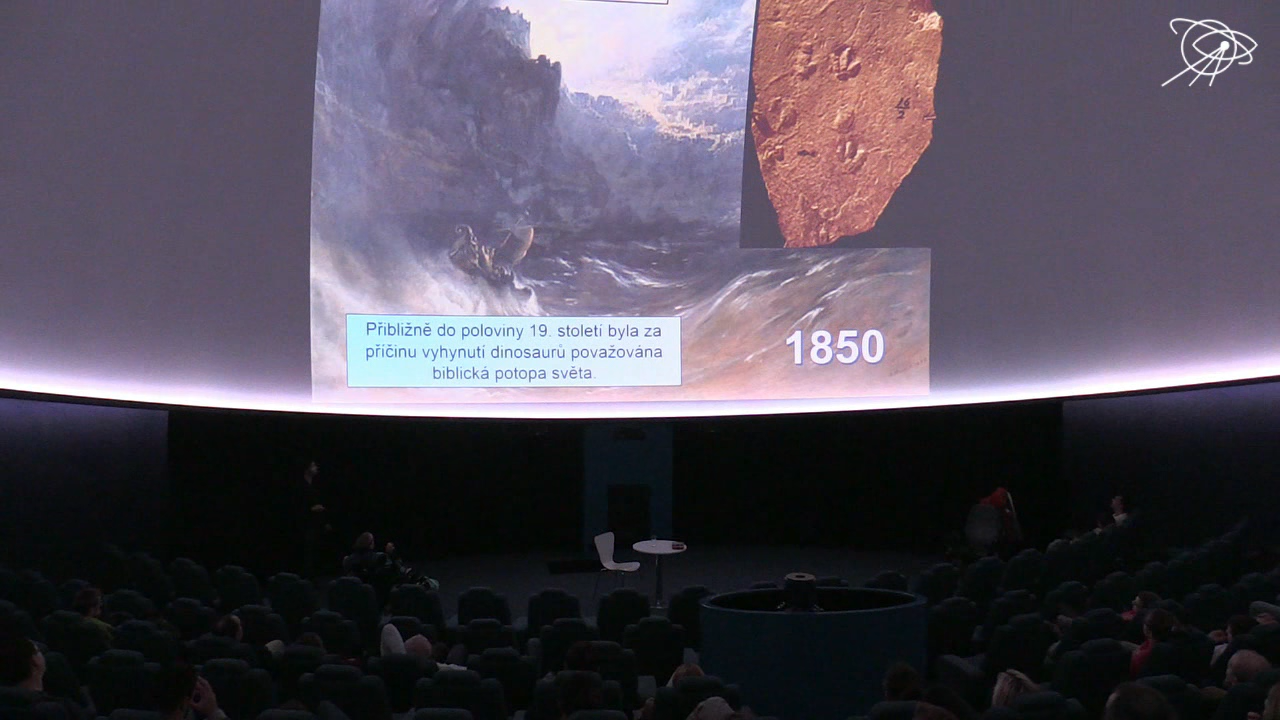 Přibližně do poloviny 19. století byla za
příčinu vyhynutí dinosaurů považována
biblická potopa světa.
1850